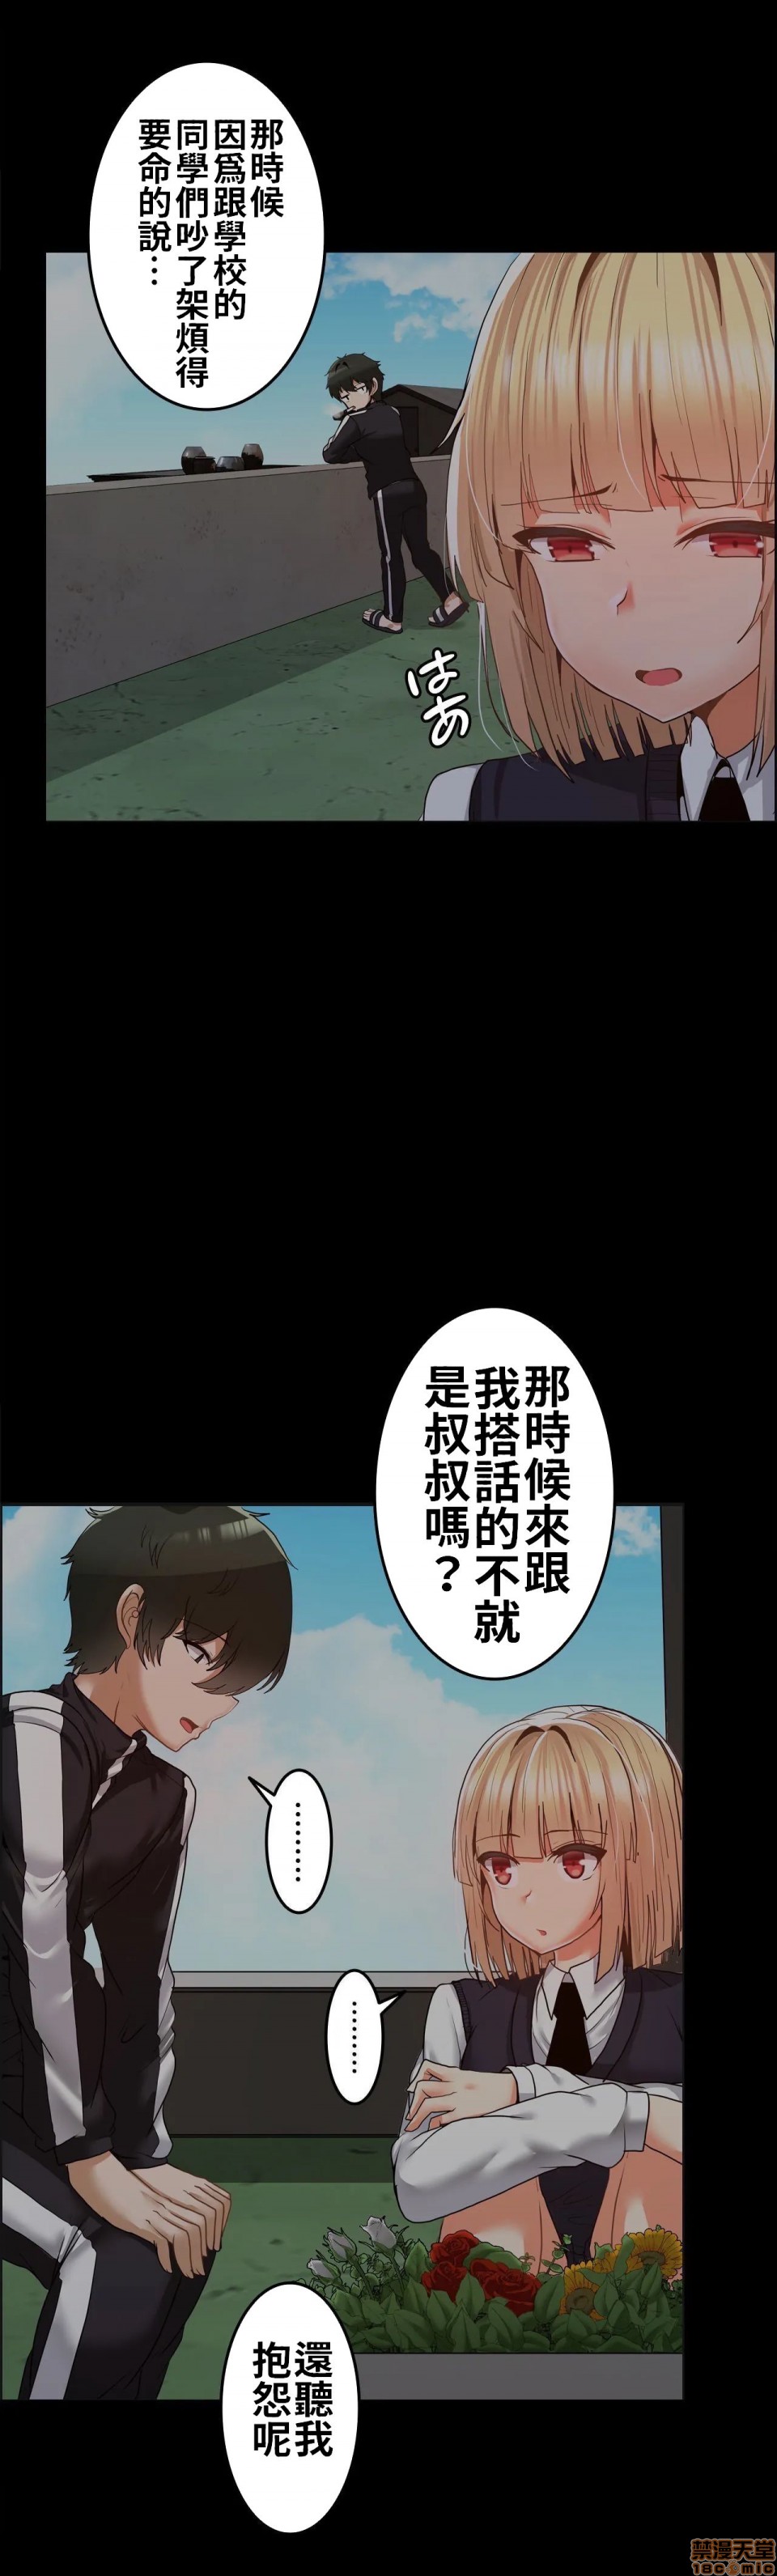 那時候
因爲跟學校的
同學們吵了架煩得
要命的說…
はあ
那時候來跟
我搭話的不就
是叔叔嗎？
………
………
還聽我
抱怨呢
禁漫天堂
18comic